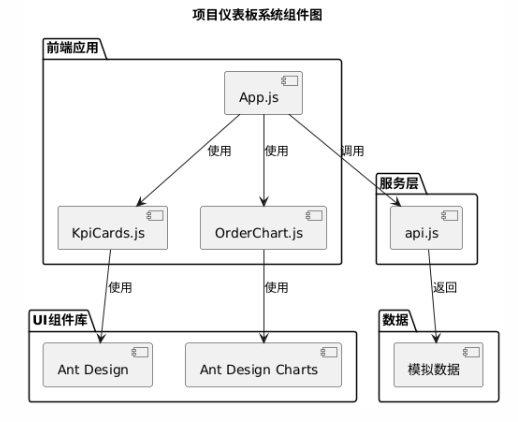 项目仪表板系统组件图
前端应用
App.js
使用
使用
调用
服务层
KpiCards.js
OrderChart.js
api.js
使用
使用
返回
UI组件库
数据
Ant Design
Ant Design Charts
模拟数据